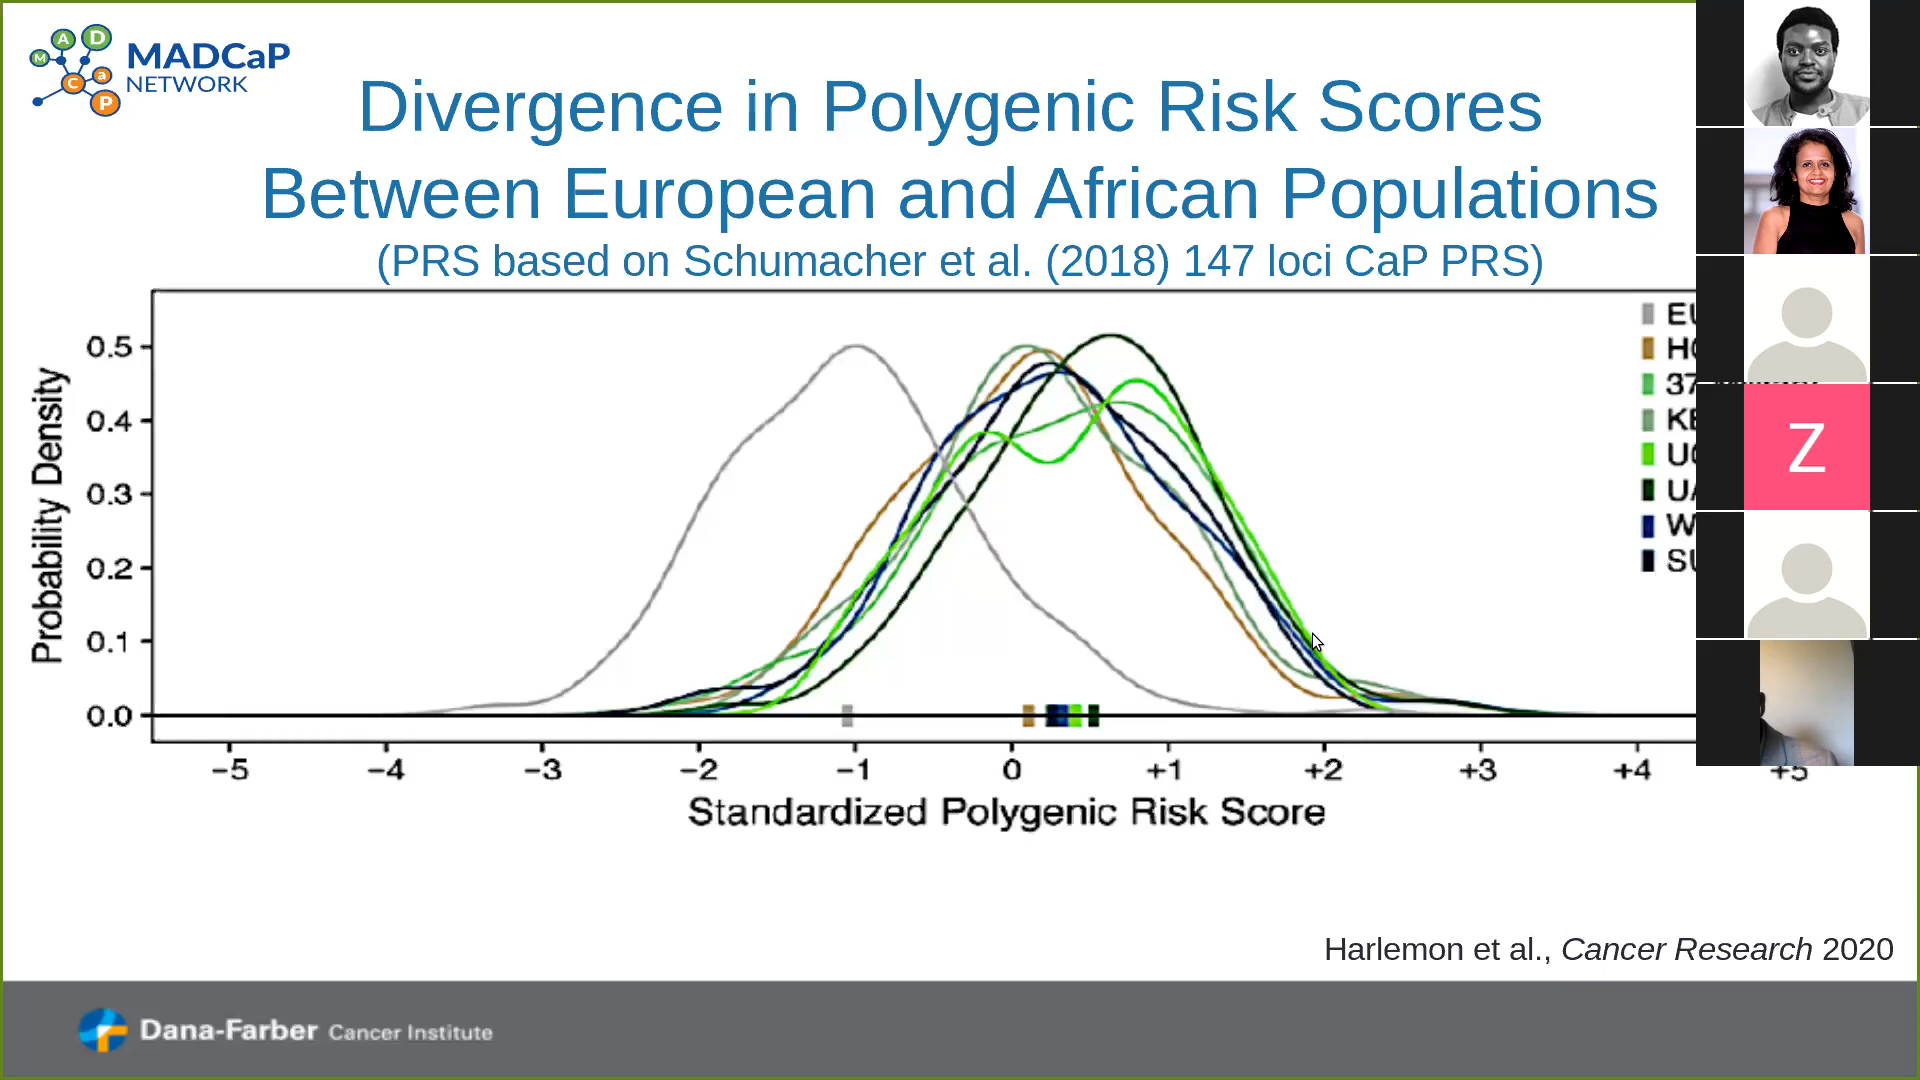 M A D C a P
MADCaP
NETWORK
Divergence in Polygenic Risk Scores
Between European and African Populations
(PRS based on Schumacher et al. (2018) 147 loci CaP PRS)
Probability Density
0.5
0.4
0.3
0.2
0.1
0.0
−5 −4 −3 −2 −1 0 +1 +2 +3 +4 +5
Standardized Polygenic Risk Score
37
Z
Harlemon et al., Cancer Research 2020
Dana-Farber Cancer Institute